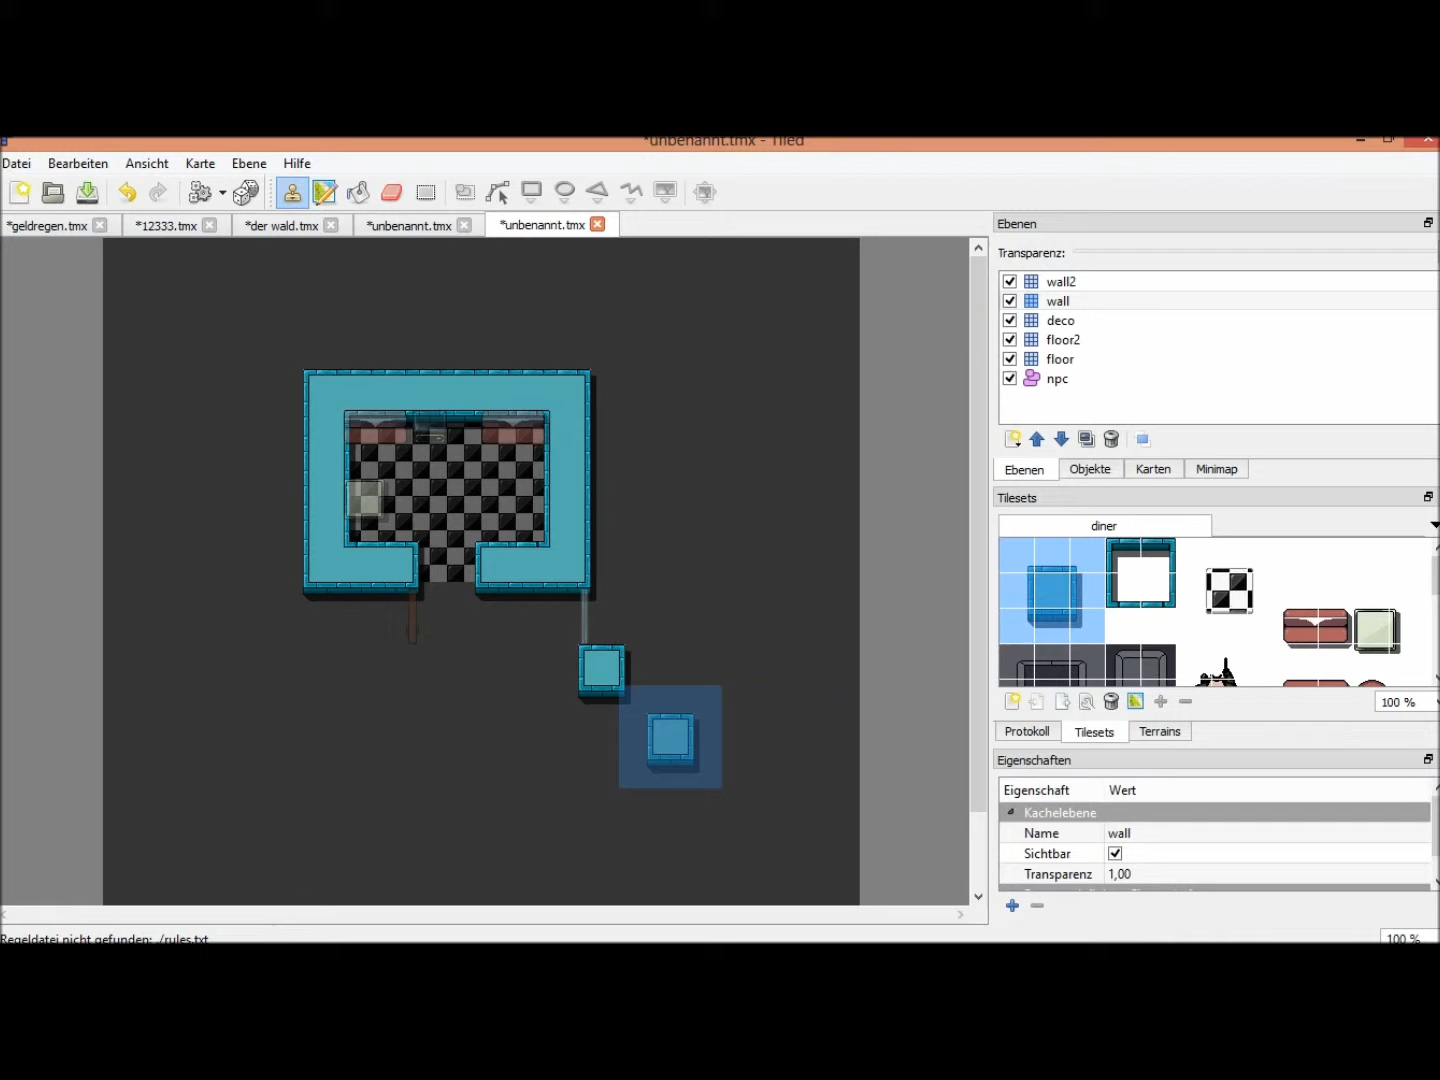 *unbenannt.tmx - Tiled
Datei Bearbeiten Ansicht Karte Ebene Hilfe
*geldregen.tmx *12333.tmx *der wald.tmx *unbenannt.tmx *unbenannt.tmx
Ebenen
Transparenz:
wall2
wall
deco
floor2
floor
npc
Ebenen Objekte Karten Minimap
Tilesets
diner
100 %
Protokoll Tilesets Terrains
Eigenschaften
Eigenschaft Wert
Kachelebene
Name wall
Sichtbar
Transparenz 1,00
Regeldatei nicht gefunden: ./rules.txt
100 %